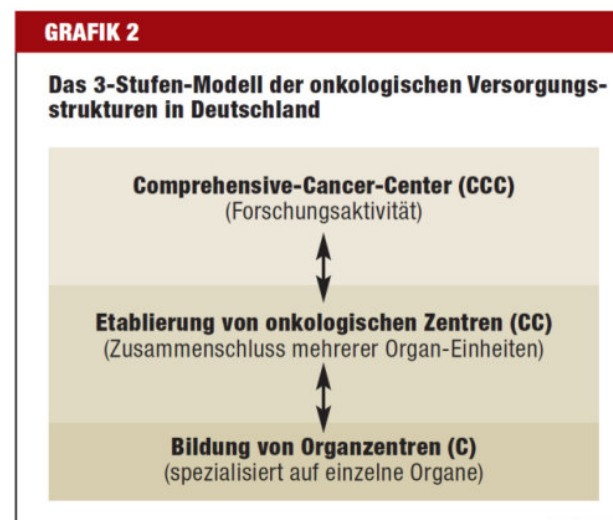 GRAFIK 2
Das 3-Stufen-Modell der onkologischen Versorgungs-
strukturen in Deutschland
Comprehensive-Cancer-Center (CCC)
(Forschungsaktivität)
Etablierung von onkologischen Zentren (CC)
(Zusammenschluss mehrerer Organ-Einheiten)
Bildung von Organzentren (C)
(spezialisiert auf einzelne Organe)